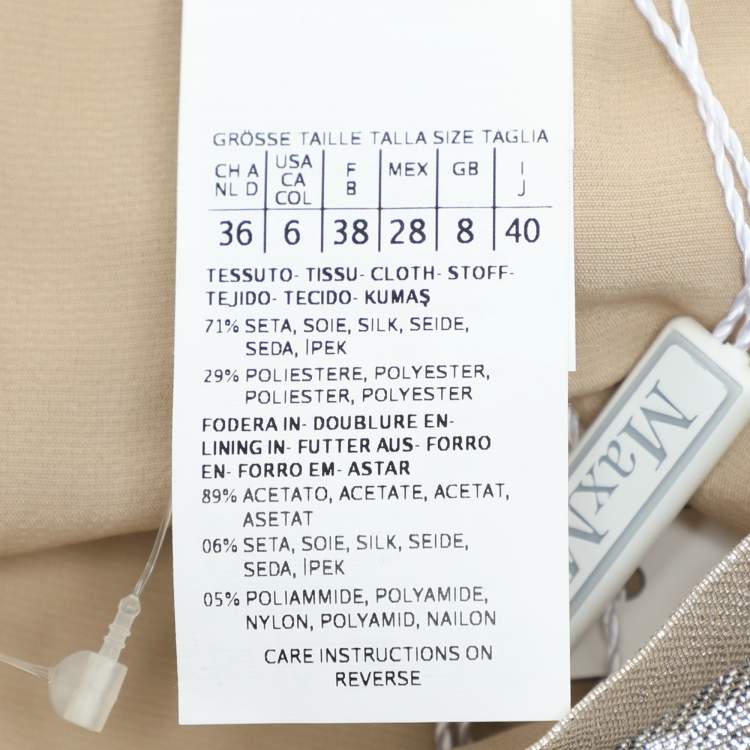 GRÖSSE TAILLE TALLA SIZE TAGLIA
CH A NL D | USA CA COL | F B | MEX | GB | I J
36 | 6 | 38 | 28 | 8 | 40
TESSUTO- TISSU- CLOTH- STOFF-
TEJIDO- TECIDO- KUMAŞ
71% SETA, SOIE, SILK, SEIDE,
SEDA, İPEK
29% POLIESTERE, POLYESTER,
POLIESTER, POLYESTER
FODERA IN- DOUBLURE EN-
LINING IN- FUTTER AUS- FORRO
EN- FORRO EM- ASTAR
89% ACETATO, ACETATE, ACETAT,
ASETAT
06% SETA, SOIE, SILK, SEIDE,
SEDA, İPEK
05% POLIAMMIDE, POLYAMIDE,
NYLON, POLYAMID, NAILON
CARE INSTRUCTIONS ON
REVERSE
MaxM